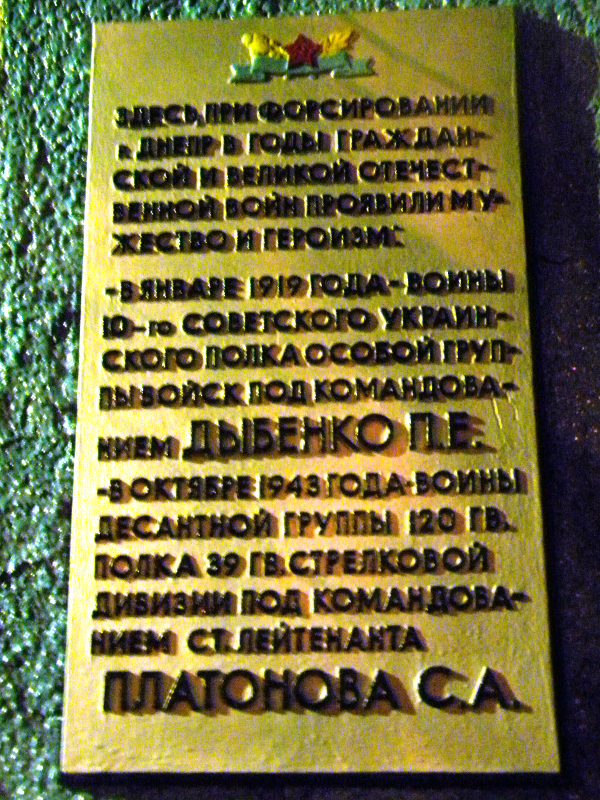 ЗДЕСЬ, ПРИ ФОРСИРОВАНИИ
р. ДНЕПР В ГОДЫ ГРАЖДАН-
СКОЙ И ВЕЛИКОЙ ОТЕЧЕСТ-
ВЕННОЙ ВОЙН ПРОЯВИЛИ МУ-
ЖЕСТВО И ГЕРОИЗМ:
-В ЯНВАРЕ 1919 ГОДА- ВОИНЫ
10-го СОВЕТСКОГО УКРАИН-
СКОГО ПОЛКА ОСОБОЙ ГРУП-
ПЫ ВОЙСК ПОД КОМАНДОВА-
НИЕМ ДЫБЕНКО П.Е.
-В ОКТЯБРЕ 1943 ГОДА-ВОИНЫ
ДЕСАНТНОЙ ГРУППЫ 120 ГВ.
ПОЛКА 39 ГВ. СТРЕЛКОВОЙ
ДИВИЗИИ ПОД КОМАНДОВА-
НИЕМ СТ. ЛЕЙТЕНАНТА
ПЛАТОНОВА С.А.